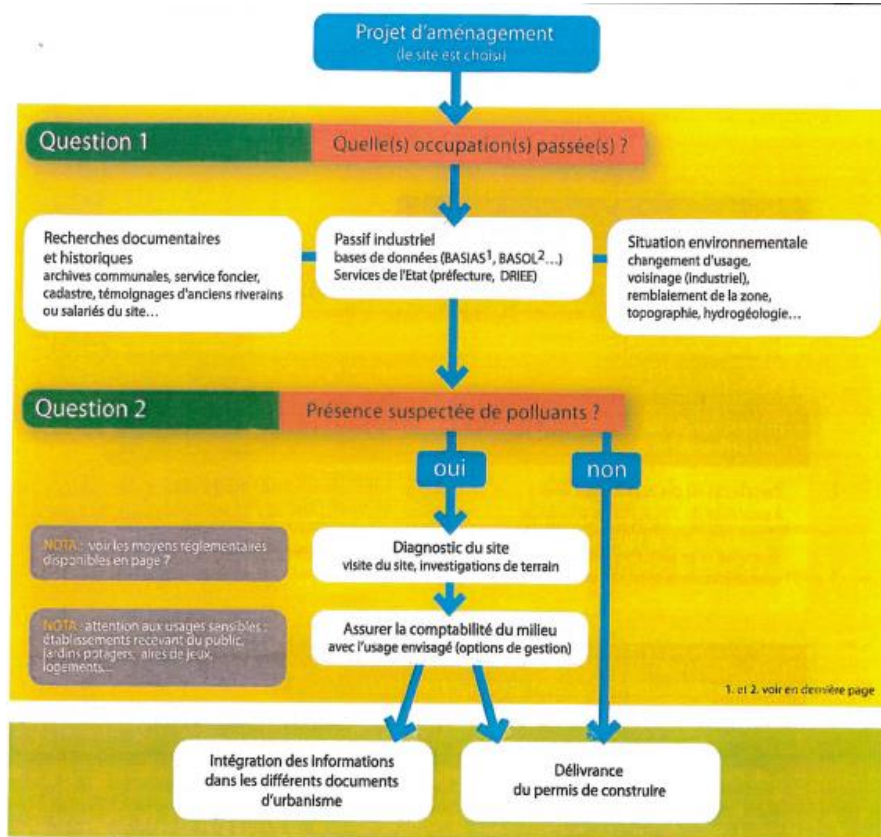 Projet d'aménagement
(le site est choisi)
Question 1
Quelle(s) occupation(s) passée(s) ?
Recherches documentaires
et historiques
archives communales, service foncier,
cadastre, témoignages d'anciens riverains
ou salariés du site...
Passif industriel
bases de données (BASIAS1, BASOL2...)
Services de l'Etat (préfecture, DRIEE)
Situation environnementale
changement d'usage,
voisinage (industriel),
remblaiement de la zone,
topographie, hydrogéologie...
Question 2
Présence suspectée de polluants ?
oui
non
NOTA : voir les moyens réglementaires
disponibles en page 7
Diagnostic du site
visite du site, investigations de terrain
NOTA : attention aux usages sensibles :
établissements recevant du public,
jardins potagers, aires de jeux,
logements...
Assurer la comptabilité du milieu
avec l'usage envisagé (options de gestion)
1. et 2. voir en dernière page
Intégration des informations
dans les différents documents
d'urbanisme
Délivrance
du permis de construire